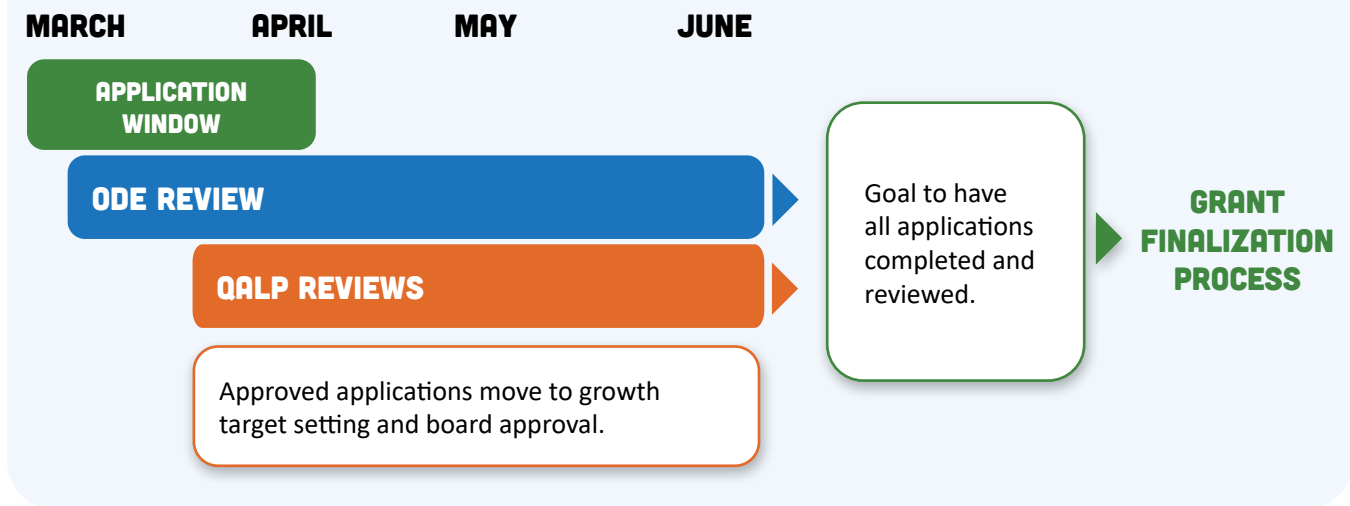 MARCH APRIL MAY JUNE
APPLICATION
WINDOW
ODE REVIEW
QALP REVIEWS
Approved applications move to growth
target setting and board approval.
Goal to have
all applications
completed and
reviewed.
GRANT
FINALIZATION
PROCESS